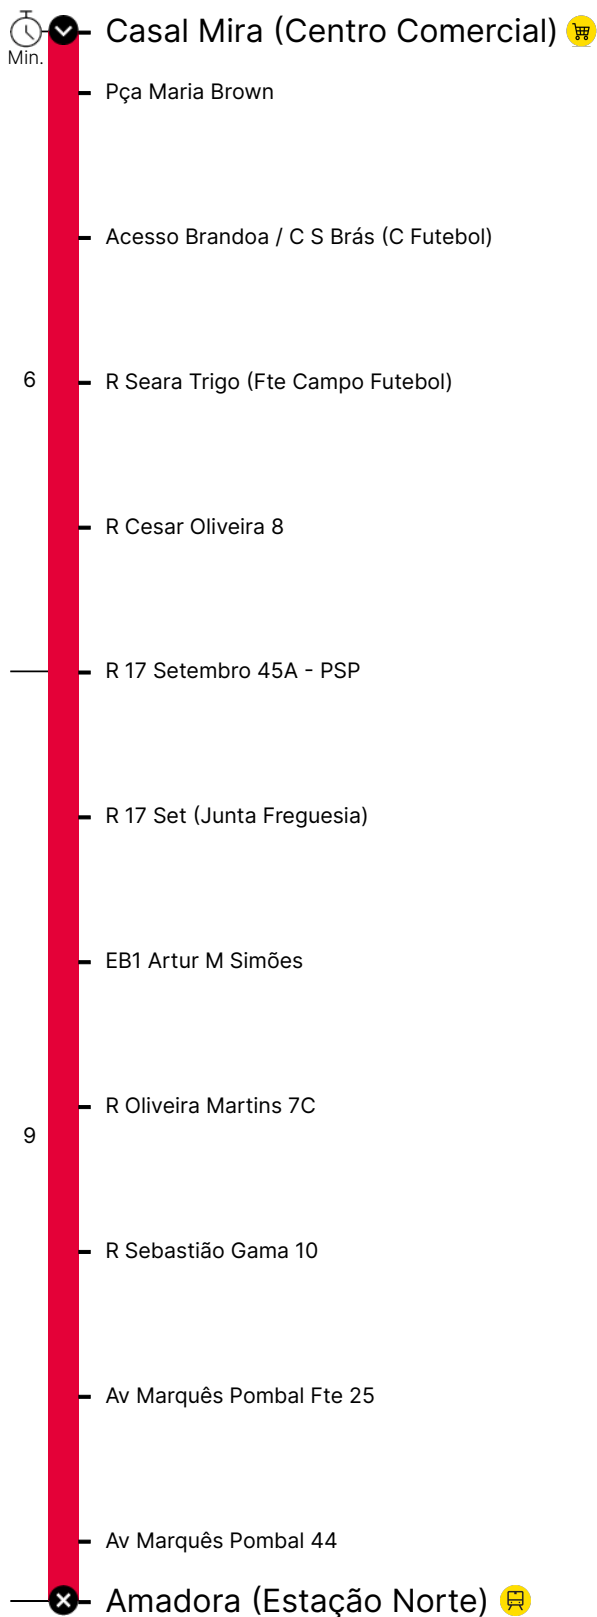 Casal Mira (Centro Comercial)
Min.
Pça Maria Brown
Acesso Brandoa / C S Brás (C Futebol)
6
R Seara Trigo (Fte Campo Futebol)
R Cesar Oliveira 8
R 17 Setembro 45A - PSP
R 17 Set (Junta Freguesia)
EB1 Artur M Simões
R Oliveira Martins 7C
9
R Sebastião Gama 10
Av Marquês Pombal Fte 25
Av Marquês Pombal 44
Amadora (Estação Norte)